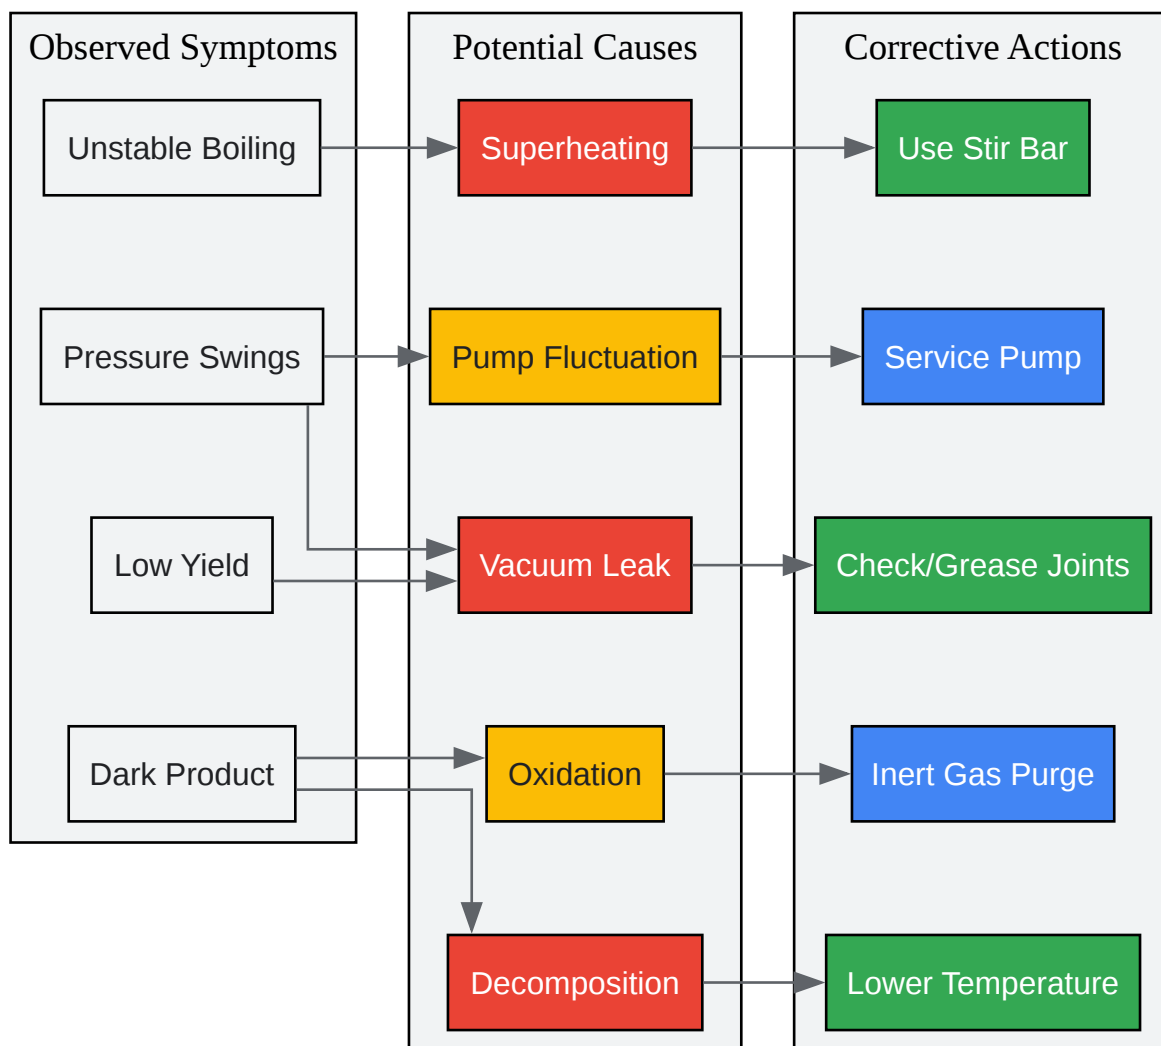 Observed Symptoms
Potential Causes
Corrective Actions
Unstable Boiling
Superheating
Use Stir Bar
Pressure Swings
Pump Fluctuation
Service Pump
Low Yield
Vacuum Leak
Check/Grease Joints
Dark Product
Oxidation
Inert Gas Purge
Decomposition
Lower Temperature